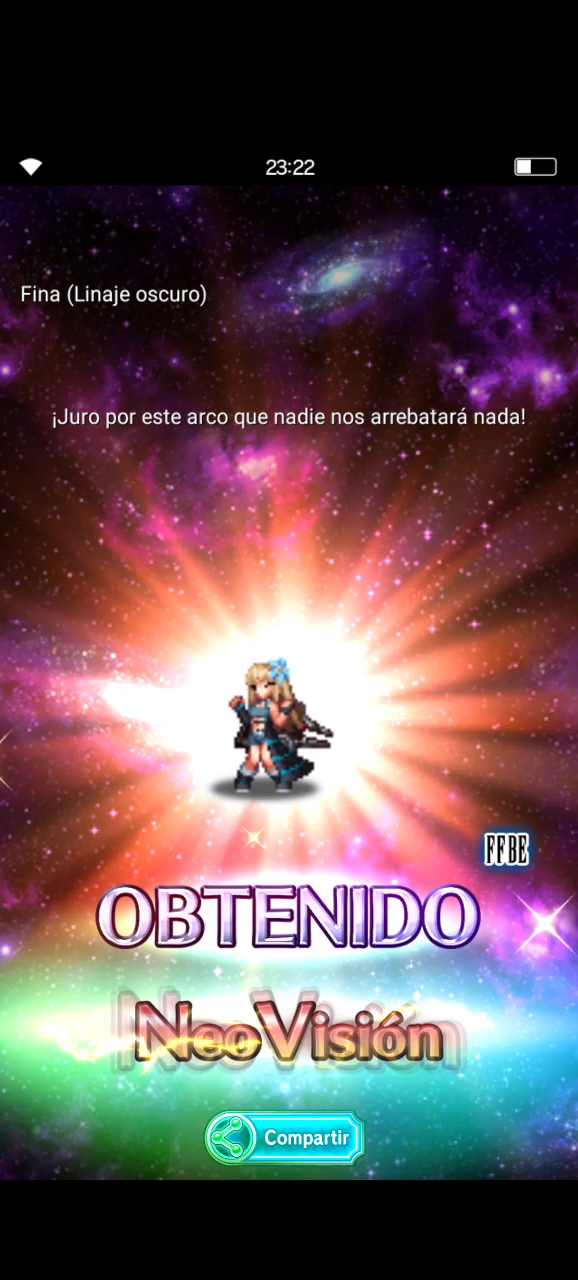 23:22
Fina (Linaje oscuro)
¡Juro por este arco que nadie nos arrebatará nada!
FFBE
OBTENIDO
NeoVisión
Compartir